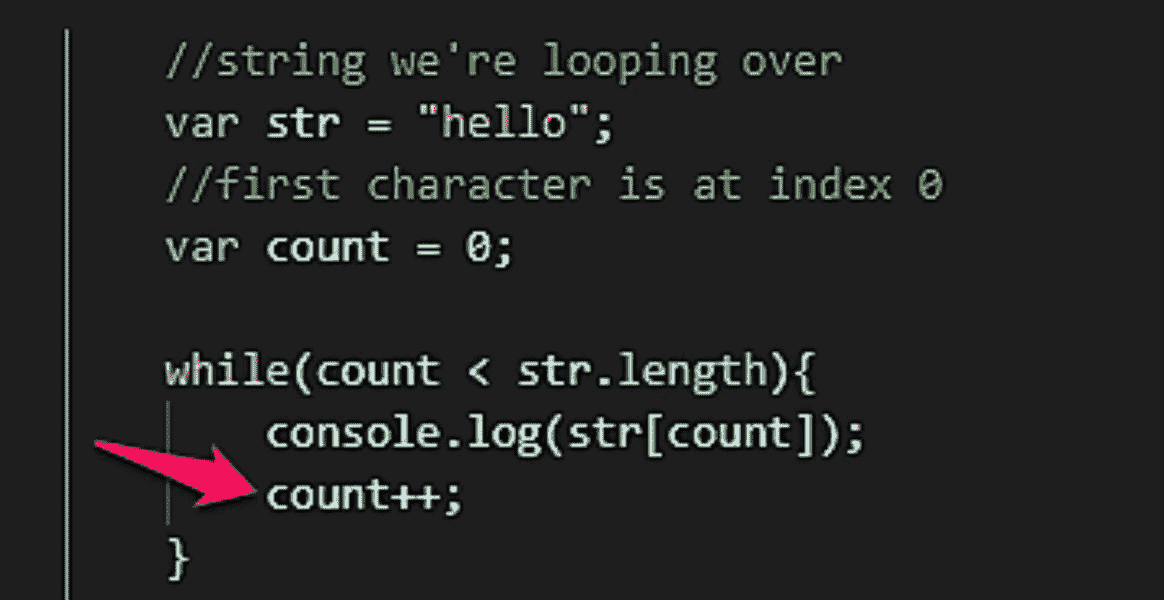 //string we're looping over
var str = "hello";
//first character is at index 0
var count = 0;
while(count < str.length){
console.log(str[count]);
count++;
}